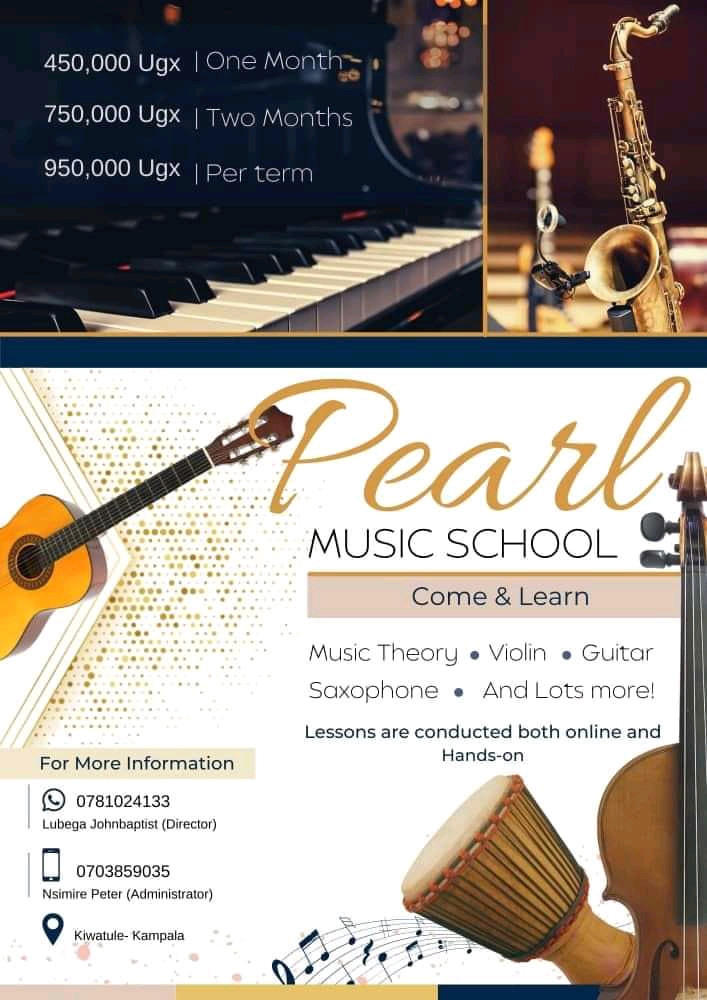 450,000 Ugx | One Month
750,000 Ugx | Two Months
950,000 Ugx | Per term
Pearl
MUSIC SCHOOL
Come & Learn
Music Theory • Violin • Guitar
Saxophone • And Lots more!
Lessons are conducted both online and
Hands-on
For More Information
0781024133
Lubega Johnbaptist (Director)
0703859035
Nsimire Peter (Administrator)
Kiwatule- Kampala